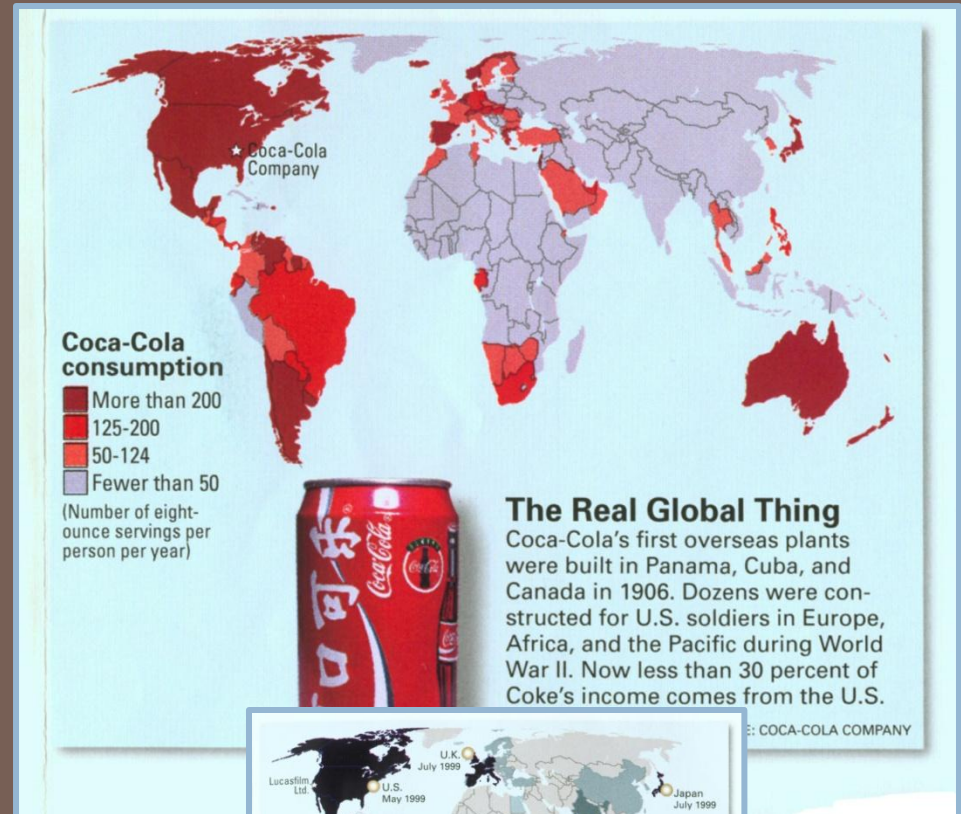 Coca-Cola
Company
Coca-Cola
consumption
More than 200
125-200
50-124
Fewer than 50
(Number of eight-
ounce servings per
person per year)
口可乐
Coca-Cola
Coca-Cola
The Real Global Thing
Coca-Cola's first overseas plants
were built in Panama, Cuba, and
Canada in 1906. Dozens were con-
structed for U.S. soldiers in Europe,
Africa, and the Pacific during World
War II. Now less than 30 percent of
Coke's income comes from the U.S.
E: COCA-COLA COMPANY
Lucasfilm
Ltd.
U.K.
July 1999
U.S.
May 1999
Japan
July 1999